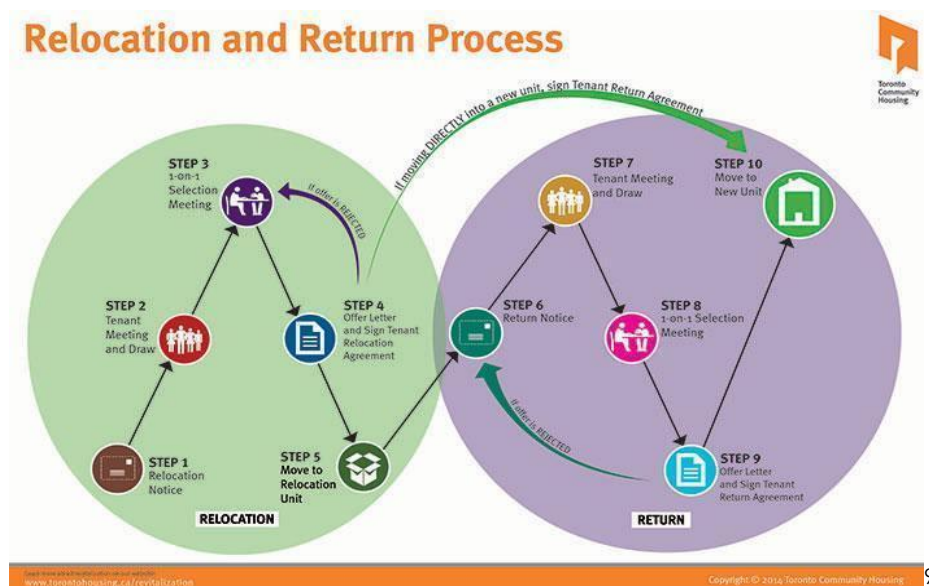 Relocation and Return Process
Toronto
Community
Housing
If moving DIRECTLY into a new unit, sign Tenant Return Agreement
STEP 3
1-on-1
Selection
Meeting
If offer is REJECTED
STEP 7
Tenant Meeting
and Draw
STEP 10
Move to
New Unit
STEP 2
Tenant
Meeting
and Draw
STEP 4
Offer Letter
and Sign Tenant
Relocation
Agreement
STEP 6
Return Notice
STEP 8
1-on-1 Selection
Meeting
If offer is REJECTED
STEP 1
Relocation
Notice
STEP 5
Move to
Relocation
Unit
STEP 9
Offer Letter
and Sign Tenant
Return Agreement
RELOCATION
RETURN
www.torontohousing.ca/revitalization
Copyright © 2014 Toronto Community Housing